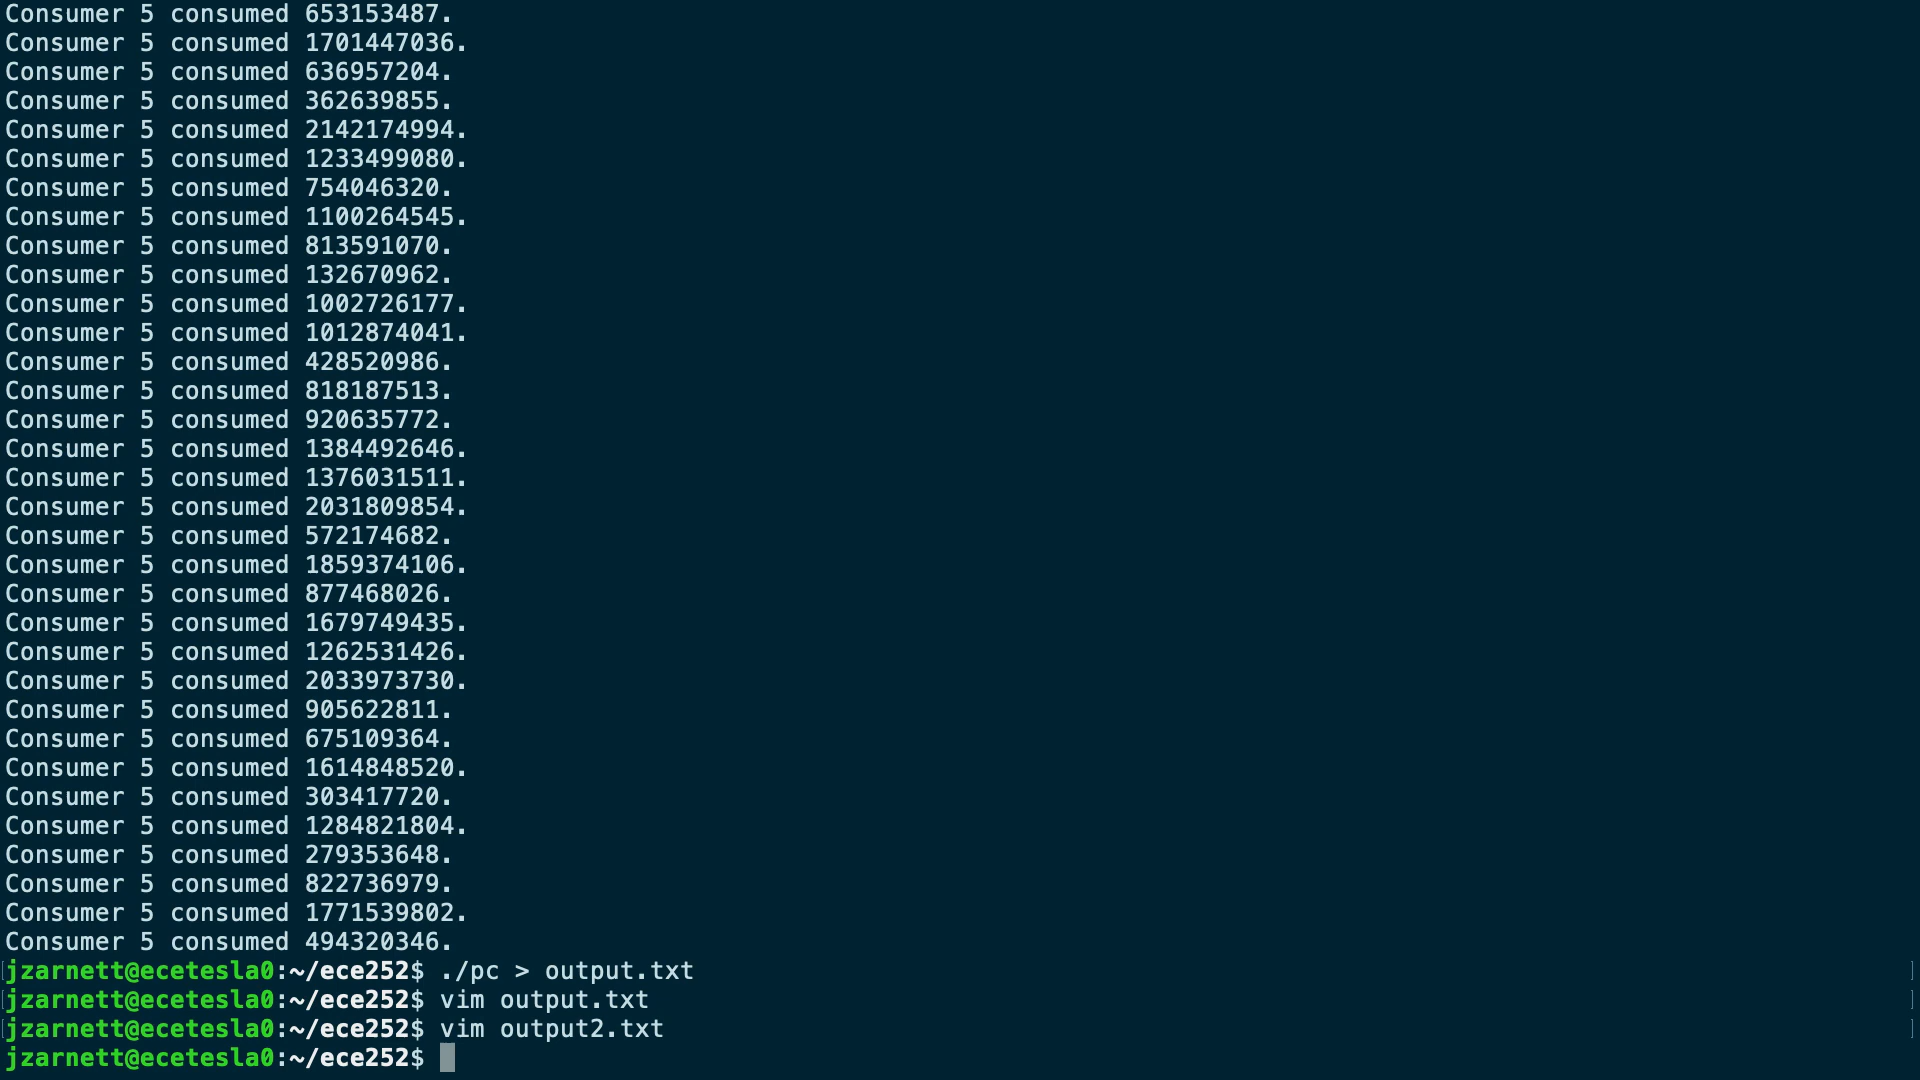 Consumer 5 consumed 653153487.
Consumer 5 consumed 1701447036.
Consumer 5 consumed 636957204.
Consumer 5 consumed 362639855.
Consumer 5 consumed 2142174994.
Consumer 5 consumed 1233499080.
Consumer 5 consumed 754046320.
Consumer 5 consumed 1100264545.
Consumer 5 consumed 813591070.
Consumer 5 consumed 132670962.
Consumer 5 consumed 1002726177.
Consumer 5 consumed 1012874041.
Consumer 5 consumed 428520986.
Consumer 5 consumed 818187513.
Consumer 5 consumed 920635772.
Consumer 5 consumed 1384492646.
Consumer 5 consumed 1376031511.
Consumer 5 consumed 2031809854.
Consumer 5 consumed 572174682.
Consumer 5 consumed 1859374106.
Consumer 5 consumed 877468026.
Consumer 5 consumed 1679749435.
Consumer 5 consumed 1262531426.
Consumer 5 consumed 2033973730.
Consumer 5 consumed 905622811.
Consumer 5 consumed 675109364.
Consumer 5 consumed 1614848520.
Consumer 5 consumed 303417720.
Consumer 5 consumed 1284821804.
Consumer 5 consumed 279353648.
Consumer 5 consumed 822736979.
Consumer 5 consumed 1771539802.
Consumer 5 consumed 494320346.
jzarnett@ecetesla0:~/ece252$ ./pc > output.txt
jzarnett@ecetesla0:~/ece252$ vim output.txt
jzarnett@ecetesla0:~/ece252$ vim output2.txt
jzarnett@ecetesla0:~/ece252$